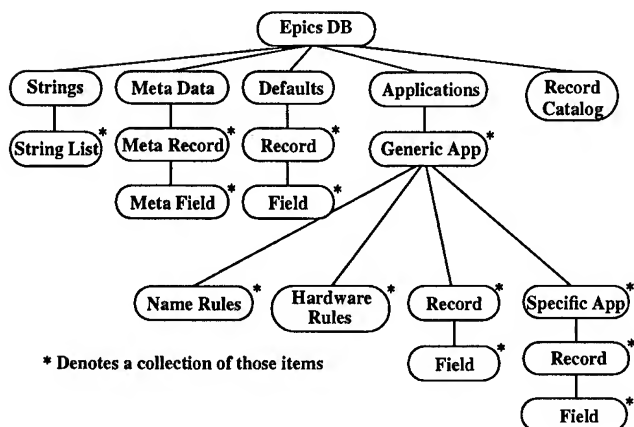 Epics DB
Strings
Meta Data
Defaults
Applications
Record
Catalog
String List*
Meta Record*
Record*
Generic App*
Meta Field*
Field*
Name Rules*
Hardware*
Rules
Record*
Specific App*
* Denotes a collection of those items
Field*
Record*
Field*